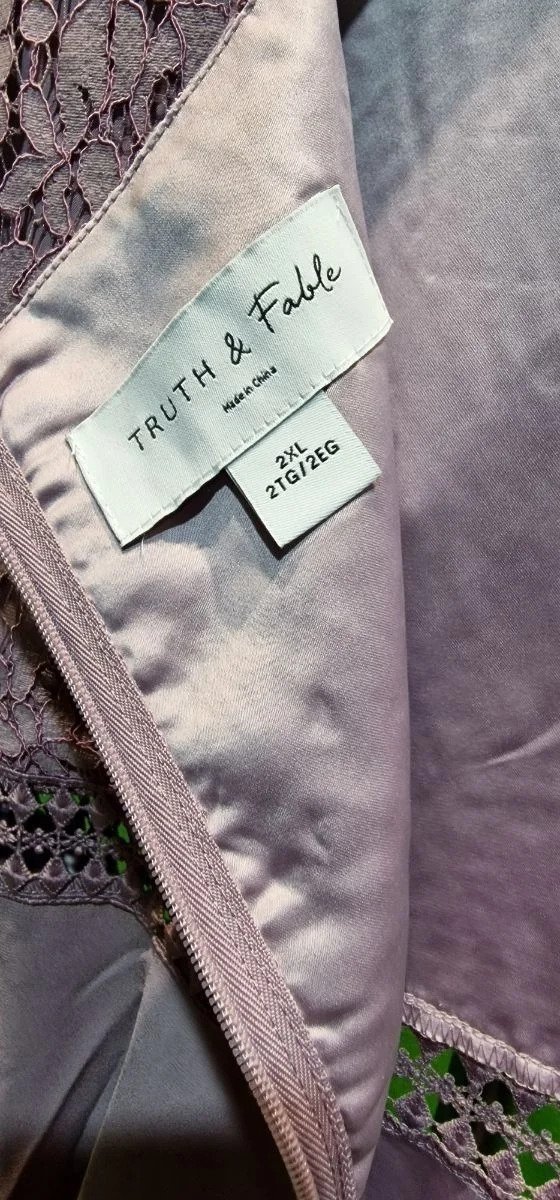 TRUTH & Fable
Made in China
2XL
2TG/2EG